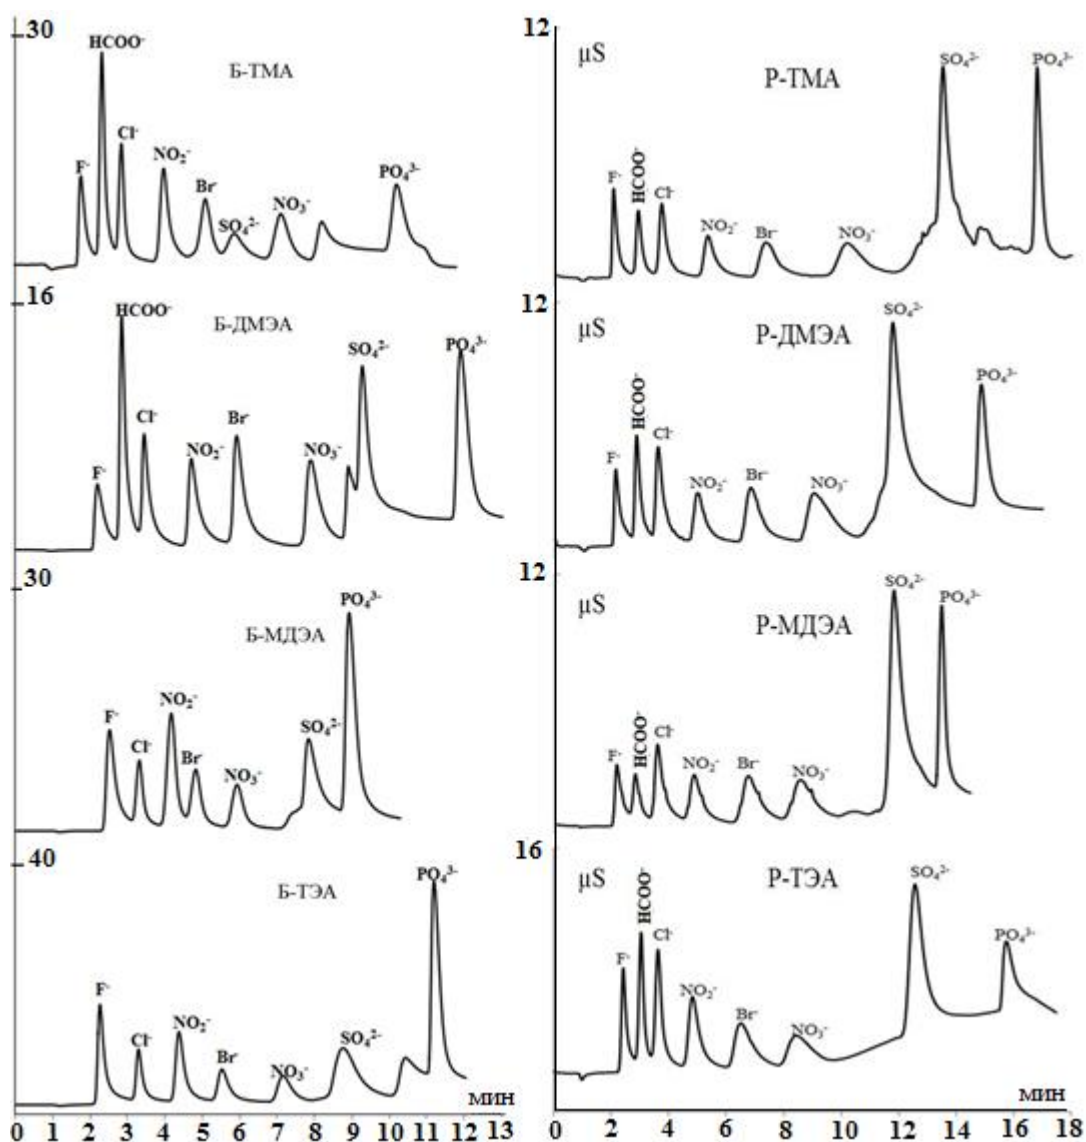 30
HCOO⁻
F⁻
Cl⁻
NO₂⁻
Br⁻
SO₄²⁻
NO₃⁻
PO₄³⁻
Б-ТМА
16
HCOO⁻
F⁻
Cl⁻
NO₂⁻
Br⁻
NO₃⁻
SO₄²⁻
PO₄³⁻
Б-ДМЭА
30
F⁻
Cl⁻
NO₂⁻
Br⁻
NO₃⁻
SO₄²⁻
PO₄³⁻
Б-МДЭА
40
F⁻
Cl⁻
NO₂⁻
Br⁻
NO₃⁻
SO₄²⁻
PO₄³⁻
Б-ТЭА
мин
0 1 2 3 4 5 6 7 8 9 10 11 12 13
12
µS
P-ТМА
F⁻
HCOO⁻
Cl⁻
NO₂⁻
Br⁻
NO₃⁻
SO₄²⁻
PO₄³⁻
12
µS
P-ДМЭА
F⁻
HCOO⁻
Cl⁻
NO₂⁻
Br⁻
NO₃⁻
SO₄²⁻
PO₄³⁻
12
µS
P-МДЭА
F⁻
HCOO⁻
Cl⁻
NO₂⁻
Br⁻
NO₃⁻
SO₄²⁻
PO₄³⁻
16
µS
P-ТЭА
F⁻
HCOO⁻
Cl⁻
NO₂⁻
Br⁻
NO₃⁻
SO₄²⁻
PO₄³⁻
мин
0 2 4 6 8 10 12 14 16 18